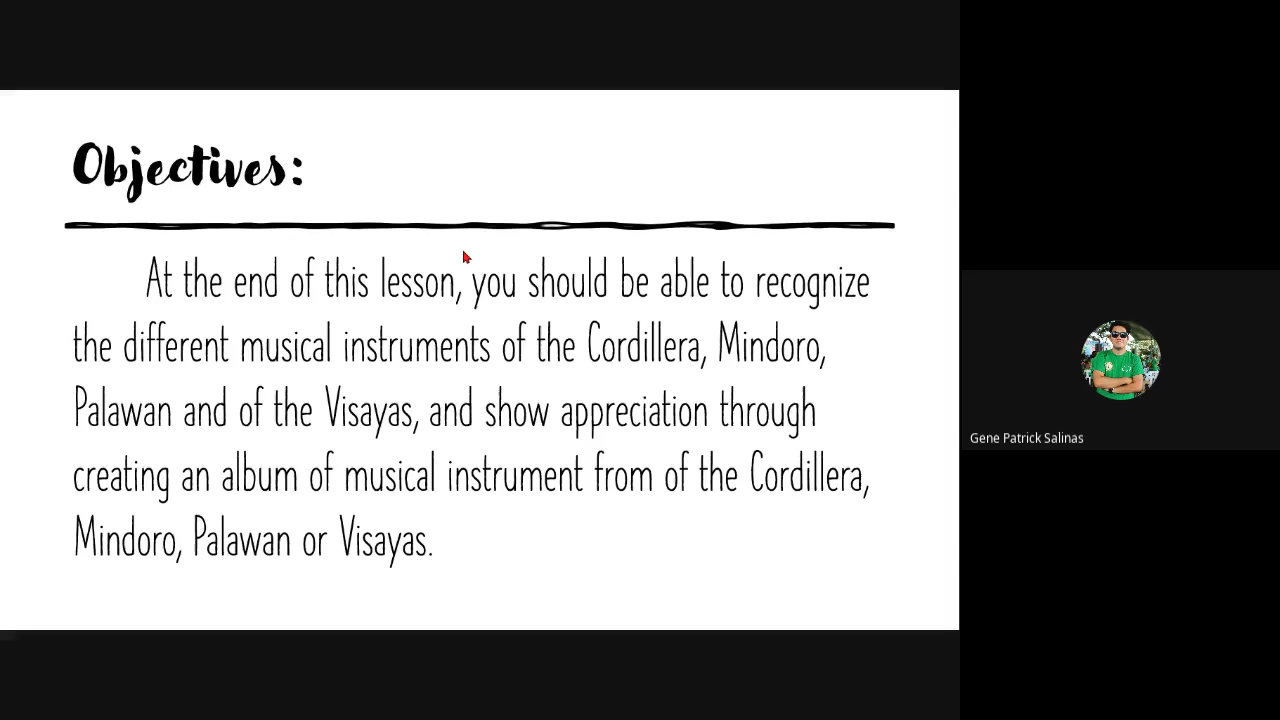 Objectives:
At the end of this lesson, you should be able to recognize
the different musical instruments of the Cordillera, Mindoro,
Palawan and of the Visayas, and show appreciation through
creating an album of musical instrument from of the Cordillera,
Mindoro, Palawan or Visayas.
Gene Patrick Salinas